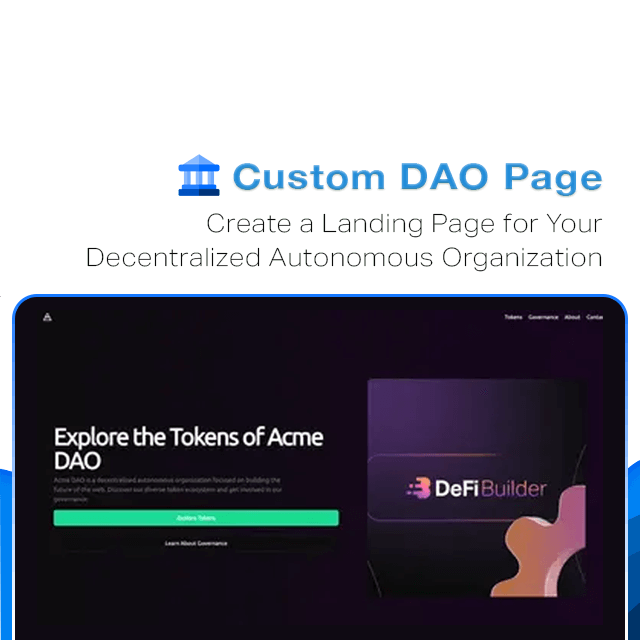 Custom DAO Page
Create a Landing Page for Your
Decentralized Autonomous Organization
Tokens Governance About Contac
Explore the Tokens of Acme
DAO
Acme DAO is a decentralized autonomous organization focused on building the
future of the web. Discover our diverse token ecosystem and get involved in our
governance.
Explore Tokens
Learn About Governance
DeFi Builder